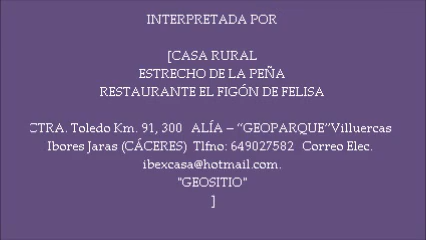 INTERPRETADA POR
[CASA RURAL
ESTRECHO DE LA PEÑA
RESTAURANTE EL FIGÓN DE FELISA
CTRA. Toledo Km. 91, 300 ALÍA – “GEOPARQUE”Villuercas
Ibores Jaras (CÁCERES) Tlfno: 649027582 Correo Elec.
ibexcasa@hotmail.com.
"GEOSITIO"
]